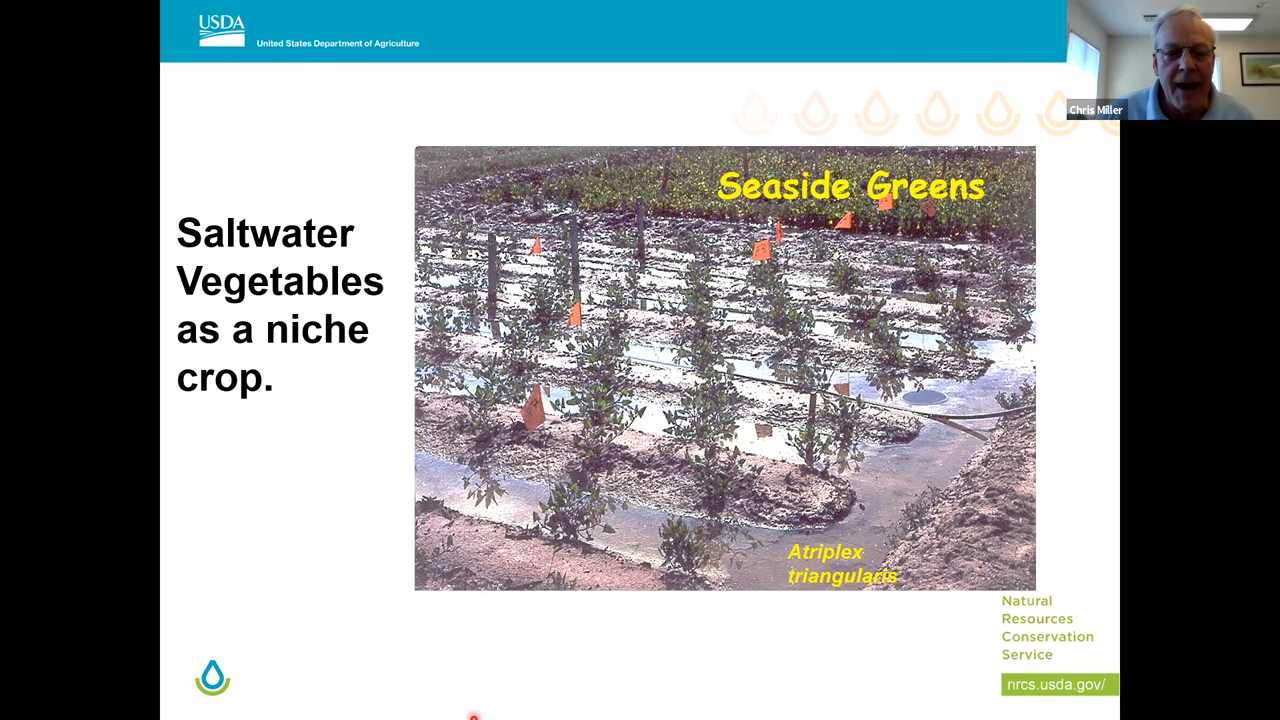 USDA
United States Department of Agriculture
Chris Miller
Seaside Greens
Saltwater
Vegetables
as a niche
crop.
Atriplex
triangularis
Natural
Resources
Conservation
Service
nrcs.usda.gov/